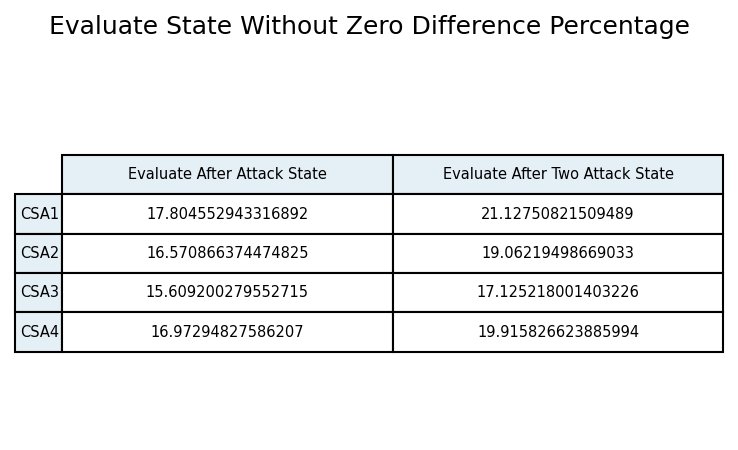 Evaluate State Without Zero Difference Percentage
Evaluate After Attack State Evaluate After Two Attack State
CSA1 17.804552943316892 21.12750821509489
CSA2 16.570866374474825 19.06219498669033
CSA3 15.609200279552715 17.125218001403226
CSA4 16.97294827586207 19.915826623885994